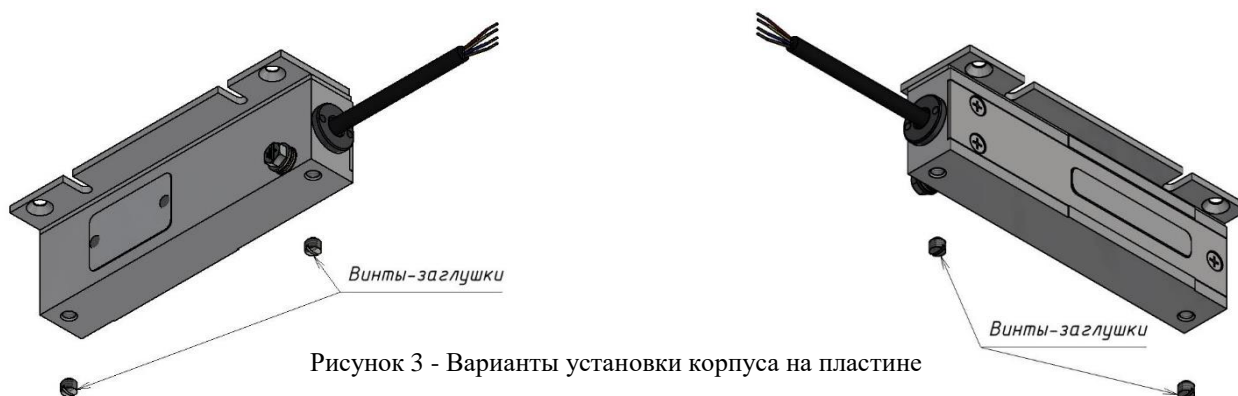 Винты-заглушки
Винты-заглушки
Рисунок 3 - Варианты установки корпуса на пластине